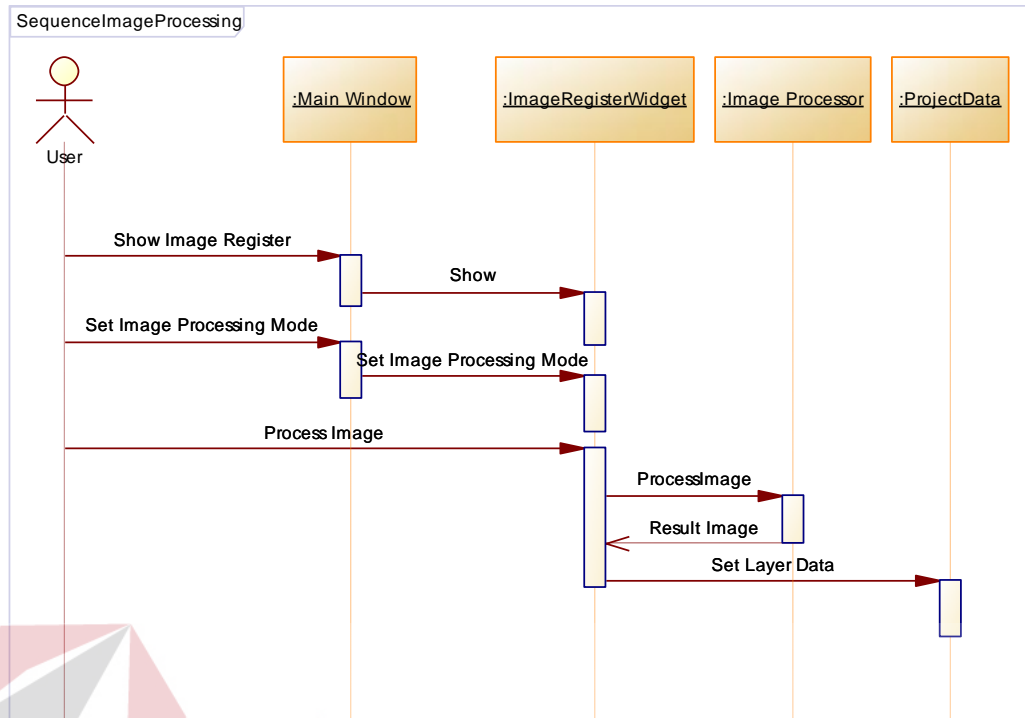 SequenceImageProcessing
:Main Window
:ImageRegisterWidget
:Image Processor
:ProjectData
User
Show Image Register
Show
Set Image Processing Mode
Set Image Processing Mode
Process Image
ProcessImage
Result Image
Set Layer Data